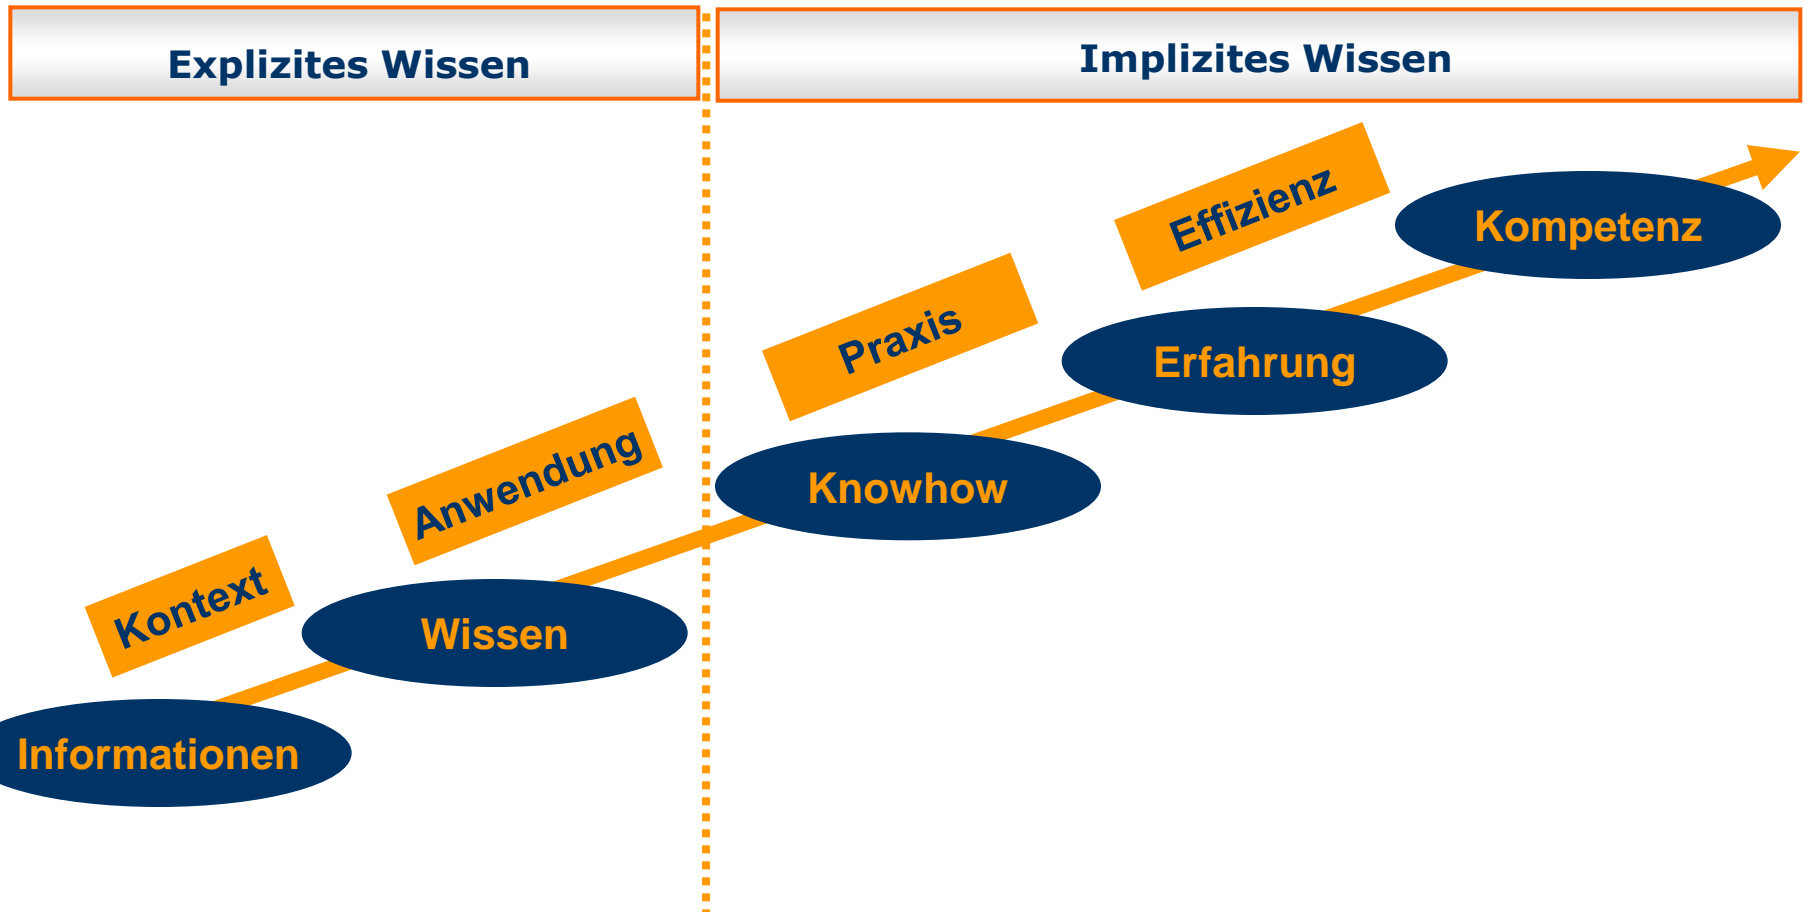 Explizites Wissen
Implizites Wissen
Effizienz
Kompetenz
Praxis
Erfahrung
Anwendung
Knowhow
Kontext
Wissen
Informationen